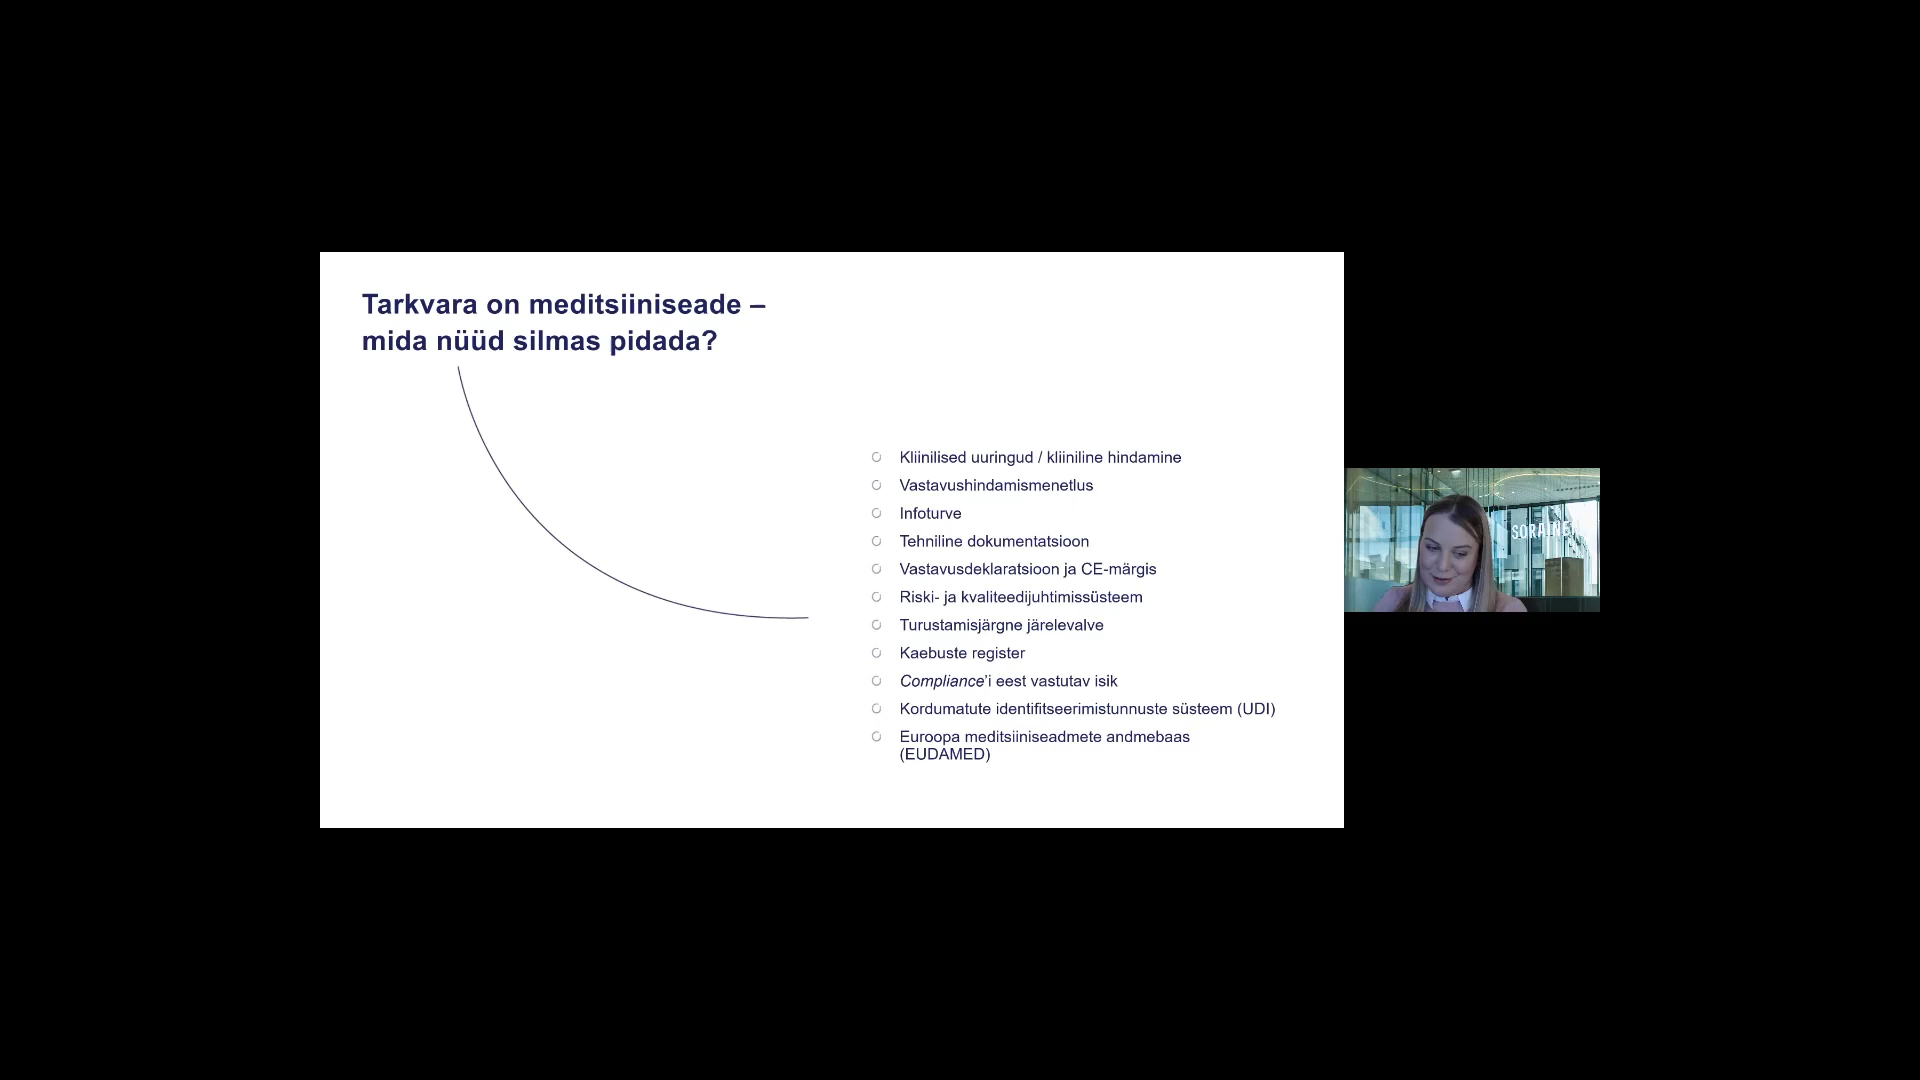 Tarkvara on meditsiiniseade –
mida nüüd silmas pidada?
Kliinilised uuringud / kliiniline hindamine
Vastavushindamismenetlus
Infoturve
Tehniline dokumentatsioon
Vastavusdeklaratsioon ja CE-märgis
Riski- ja kvaliteedijuhtimissüsteem
Turustamisjärgne järelevalve
Kaebuste register
Compliance’i eest vastutav isik
Kordumatute identifitseerimistunnuste süsteem (UDI)
Euroopa meditsiiniseadmete andmebaas
(EUDAMED)
SORAINEN